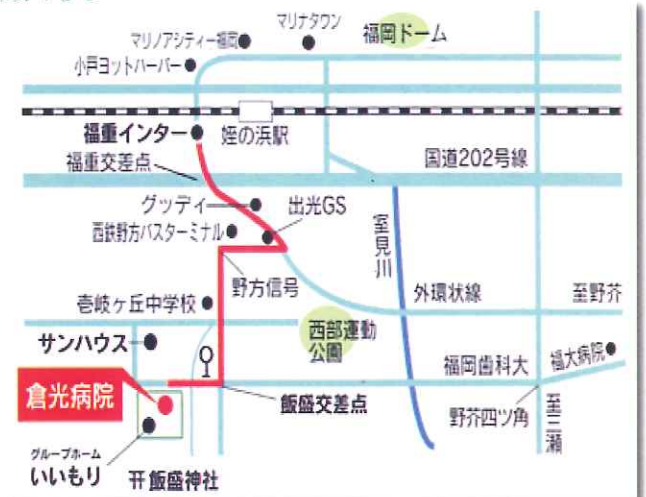 マリナタウン
マリノアシティー福岡
福岡ドーム
小戸ヨットハーバー
福重インター
姪の浜駅
福重交差点
国道202号線
グッディ
出光GS
西鉄野方バスターミナル
室見川
野方信号
外環状線
至野芥
壱岐ヶ丘中学校
西部運動
公園
サンハウス
福岡歯科大
福大病院
倉光病院
飯盛交差点
野芥四ツ角
至三瀬
グループホーム
いいもり
飯盛神社